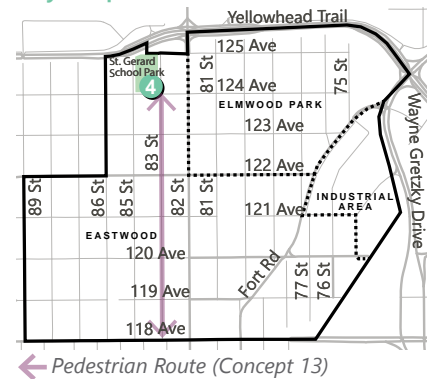 Yellowhead Trail
125 Ave
St. Gerard
School Park
81 St
124 Ave
75 St
4
ELMWOOD PARK
123 Ave
83 St
122 Ave
Wayne Gretzky Drive
89 St
86 St
85 St
82 St
81 St
121 Ave
INDUSTRIAL
AREA
EASTWOOD
120 Ave
Fort Rd
77 St
76 St
119 Ave
118 Ave
Pedestrian Route (Concept 13)